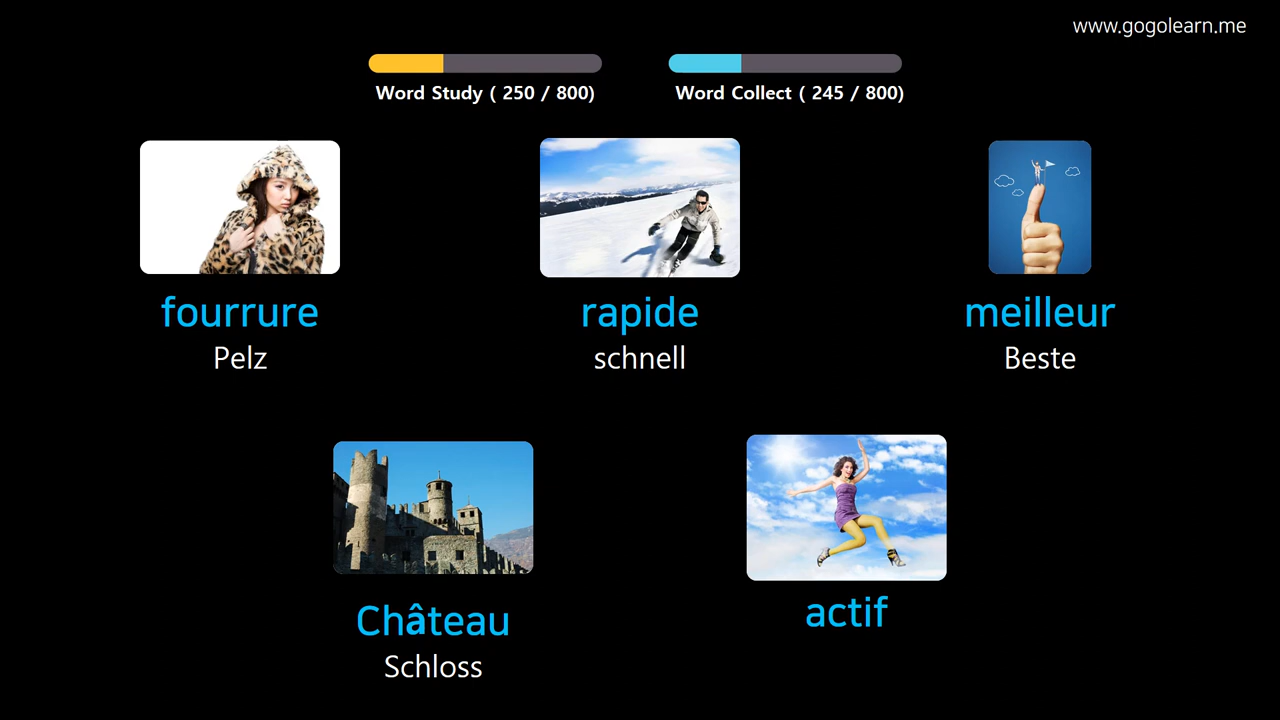 www.gogolearn.me
Word Study ( 250 / 800)
Word Collect ( 245 / 800)
fourrure
Pelz
rapide
schnell
meilleur
Beste
Château
Schloss
actif